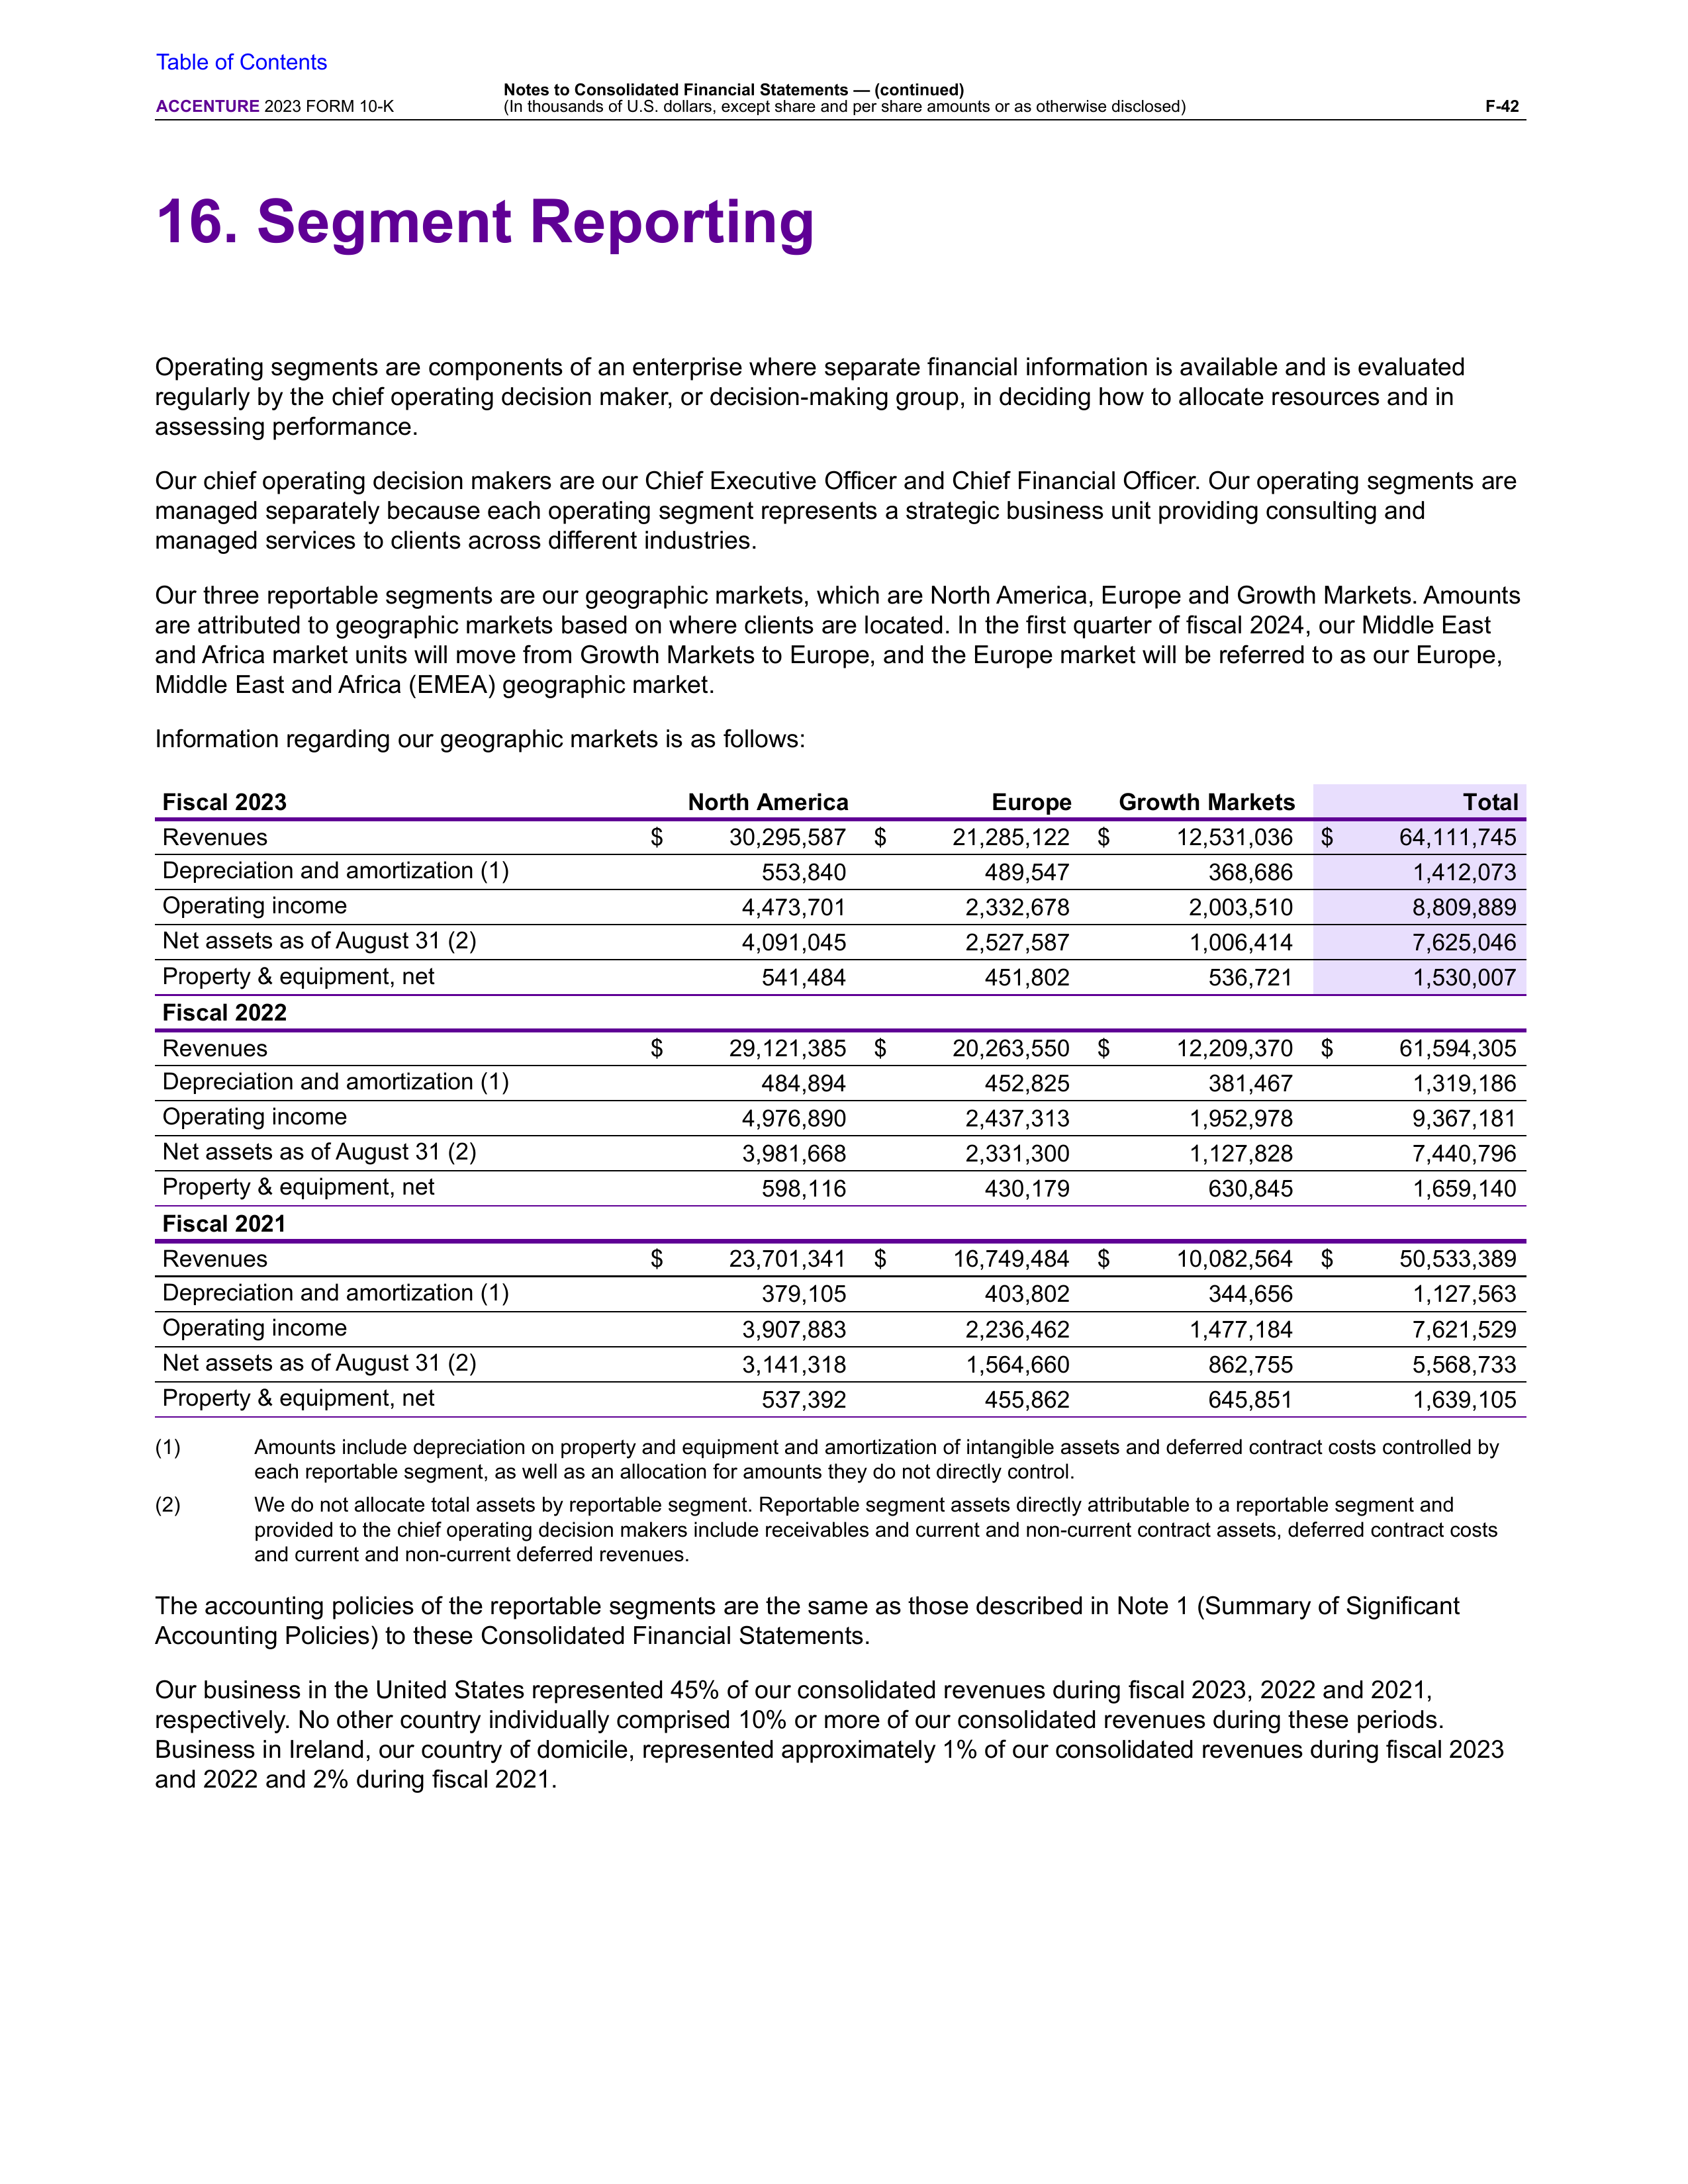 Table of Contents
Notes to Consolidated Financial Statements — (continued)
ACCENTURE 2023 FORM 10-K (In thousands of U.S. dollars, except share and per share amounts or as otherwise disclosed) F-42
16. Segment Reporting
Operating segments are components of an enterprise where separate financial information is available and is evaluated
regularly by the chief operating decision maker, or decision-making group, in deciding how to allocate resources and in
assessing performance.
Our chief operating decision makers are our Chief Executive Officer and Chief Financial Officer. Our operating segments are
managed separately because each operating segment represents a strategic business unit providing consulting and
managed services to clients across different industries.
Our three reportable segments are our geographic markets, which are North America, Europe and Growth Markets. Amounts
are attributed to geographic markets based on where clients are located. In the first quarter of fiscal 2024, our Middle East
and Africa market units will move from Growth Markets to Europe, and the Europe market will be referred to as our Europe,
Middle East and Africa (EMEA) geographic market.
Information regarding our geographic markets is as follows:
Fiscal 2023 North America Europe Growth Markets Total
Revenues $ 30,295,587 $ 21,285,122 $ 12,531,036 $ 64,111,745
Depreciation and amortization (1) 553,840 489,547 368,686 1,412,073
Operating income 4,473,701 2,332,678 2,003,510 8,809,889
Net assets as of August 31 (2) 4,091,045 2,527,587 1,006,414 7,625,046
Property & equipment, net 541,484 451,802 536,721 1,530,007
Fiscal 2022
Revenues $ 29,121,385 $ 20,263,550 $ 12,209,370 $ 61,594,305
Depreciation and amortization (1) 484,894 452,825 381,467 1,319,186
Operating income 4,976,890 2,437,313 1,952,978 9,367,181
Net assets as of August 31 (2) 3,981,668 2,331,300 1,127,828 7,440,796
Property & equipment, net 598,116 430,179 630,845 1,659,140
Fiscal 2021
Revenues $ 23,701,341 $ 16,749,484 $ 10,082,564 $ 50,533,389
Depreciation and amortization (1) 379,105 403,802 344,656 1,127,563
Operating income 3,907,883 2,236,462 1,477,184 7,621,529
Net assets as of August 31 (2) 3,141,318 1,564,660 862,755 5,568,733
Property & equipment, net 537,392 455,862 645,851 1,639,105
(1) Amounts include depreciation on property and equipment and amortization of intangible assets and deferred contract costs controlled by
each reportable segment, as well as an allocation for amounts they do not directly control.
(2) We do not allocate total assets by reportable segment. Reportable segment assets directly attributable to a reportable segment and
provided to the chief operating decision makers include receivables and current and non-current contract assets, deferred contract costs
and current and non-current deferred revenues.
The accounting policies of the reportable segments are the same as those described in Note 1 (Summary of Significant
Accounting Policies) to these Consolidated Financial Statements.
Our business in the United States represented 45% of our consolidated revenues during fiscal 2023, 2022 and 2021,
respectively. No other country individually comprised 10% or more of our consolidated revenues during these periods.
Business in Ireland, our country of domicile, represented approximately 1% of our consolidated revenues during fiscal 2023
and 2022 and 2% during fiscal 2021.